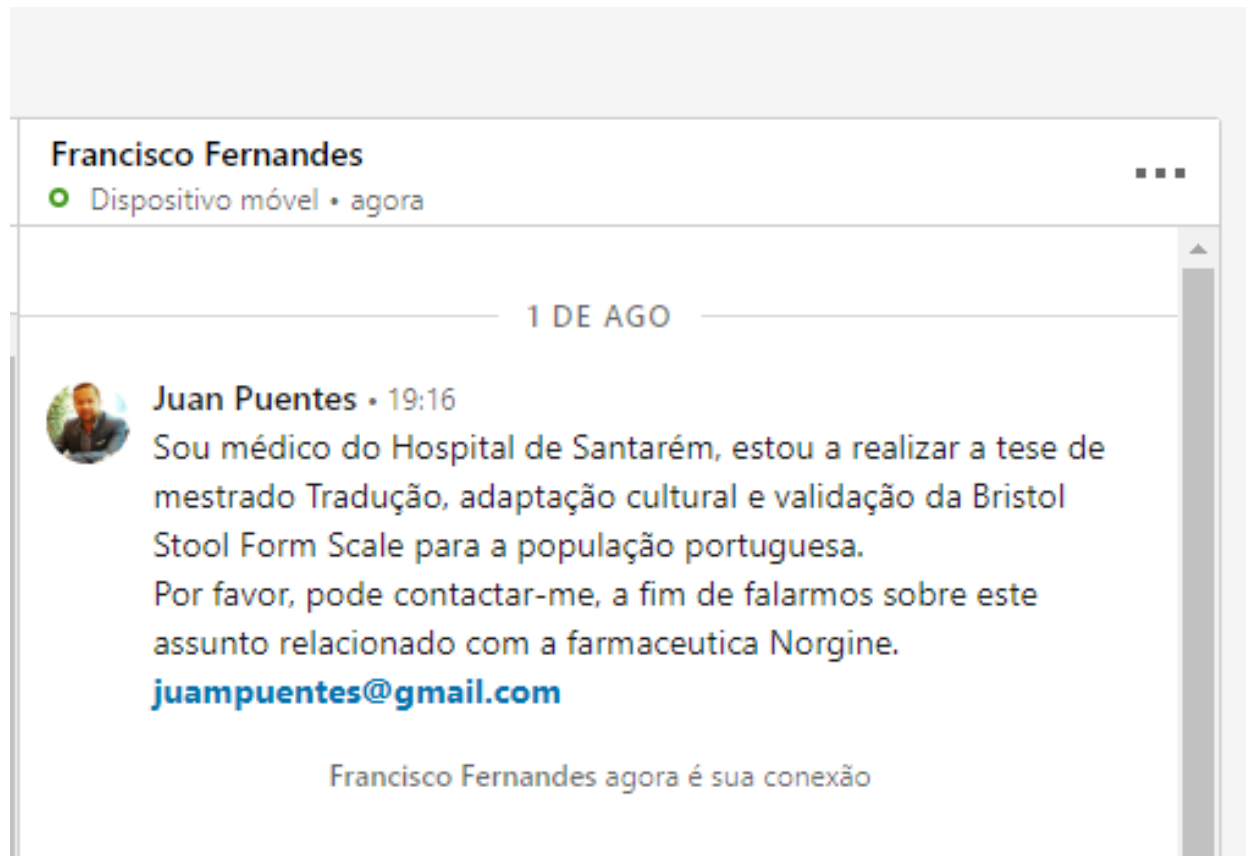 Francisco Fernandes
Dispositivo móvel • agora
1 DE AGO
Juan Puentes • 19:16
Sou médico do Hospital de Santarém, estou a realizar a tese de
mestrado Tradução, adaptação cultural e validação da Bristol
Stool Form Scale para a população portuguesa.
Por favor, pode contactar-me, a fim de falarmos sobre este
assunto relacionado com a farmaceutica Norgine.
juampuentes@gmail.com
Francisco Fernandes agora é sua conexão